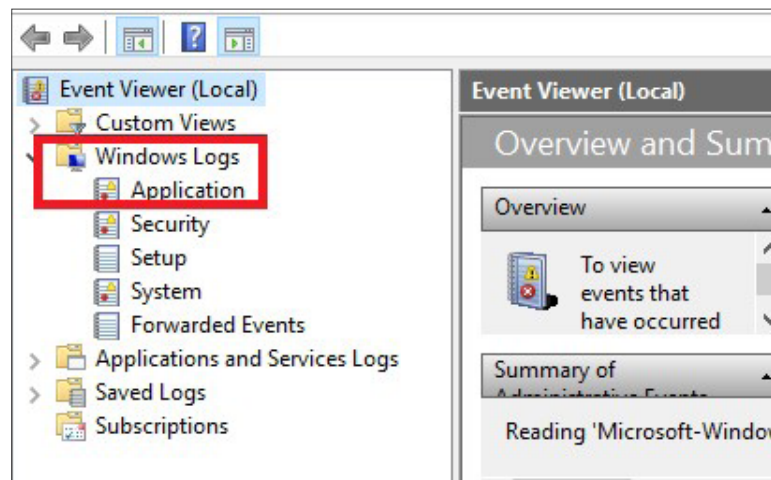 Event Viewer (Local)
Custom Views
Windows Logs
Application
Security
Setup
System
Forwarded Events
Applications and Services Logs
Saved Logs
Subscriptions
Event Viewer (Local)
Overview and Sum
Overview
To view
events that
have occurred
Summary of
Administrative Events
Reading 'Microsoft-Windov